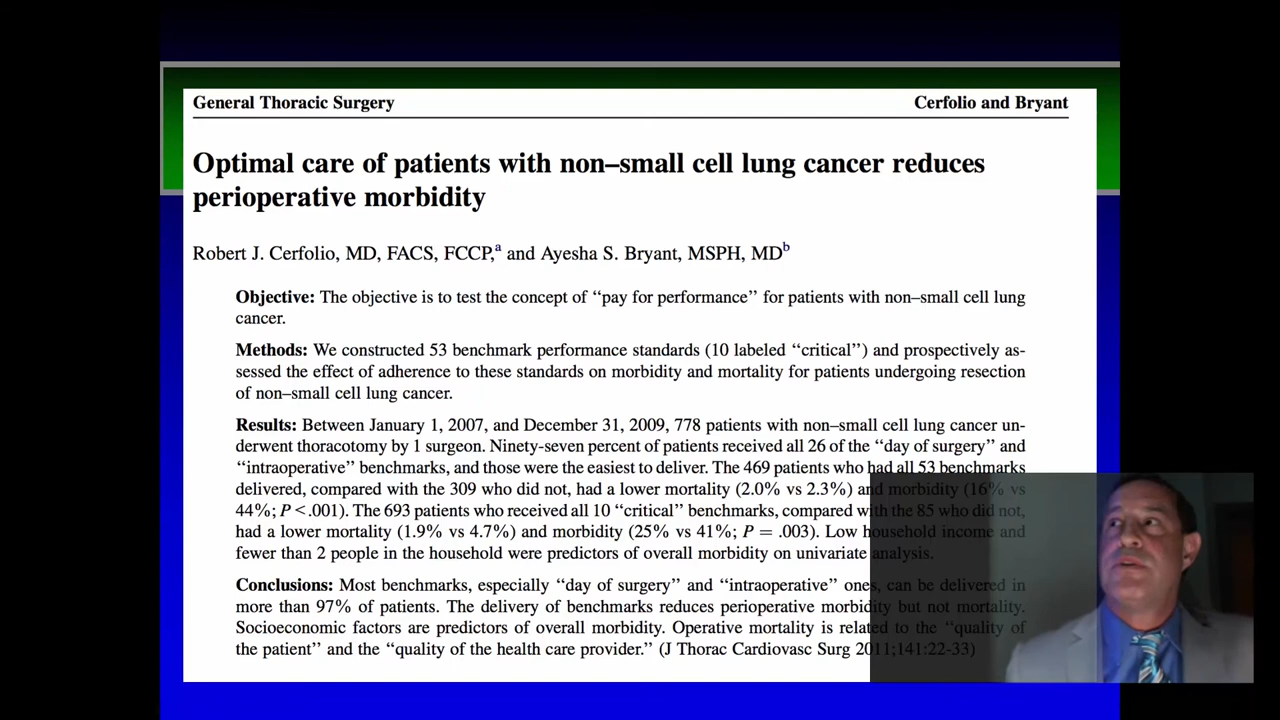 General Thoracic Surgery Cerfolio and Bryant
Optimal care of patients with non–small cell lung cancer reduces
perioperative morbidity
Robert J. Cerfolio, MD, FACS, FCCP,a and Ayesha S. Bryant, MSPH, MDb
Objective: The objective is to test the concept of ‘‘pay for performance’’ for patients with non–small cell lung
cancer.
Methods: We constructed 53 benchmark performance standards (10 labeled ‘‘critical’’) and prospectively as-
sessed the effect of adherence to these standards on morbidity and mortality for patients undergoing resection
of non–small cell lung cancer.
Results: Between January 1, 2007, and December 31, 2009, 778 patients with non–small cell lung cancer un-
derwent thoracotomy by 1 surgeon. Ninety-seven percent of patients received all 26 of the ‘‘day of surgery’’ and
‘‘intraoperative’’ benchmarks, and those were the easiest to deliver. The 469 patients who had all 53 benchmarks
delivered, compared with the 309 who did not, had a lower mortality (2.0% vs 2.3%) and morbidity (16% vs
44%; P < .001). The 693 patients who received all 10 ‘‘critical’’ benchmarks, compared with the 85 who did not,
had a lower mortality (1.9% vs 4.7%) and morbidity (25% vs 41%; P = .003). Low household income and
fewer than 2 people in the household were predictors of overall morbidity on univariate analysis.
Conclusions: Most benchmarks, especially ‘‘day of surgery’’ and ‘‘intraoperative’’ ones, can be delivered in
more than 97% of patients. The delivery of benchmarks reduces perioperative morbidity but not mortality.
Socioeconomic factors are predictors of overall morbidity. Operative mortality is related to the ‘‘quality of
the patient’’ and the ‘‘quality of the health care provider.’’ (J Thorac Cardiovasc Surg 2011;141:22-33)